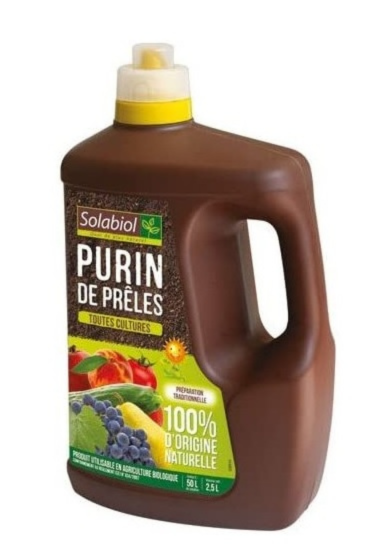 Solabiol
PURIN
DE PRÊLES
TOUTES CULTURES
PRÉPARATION
TRADITIONNELLE
100%
D'ORIGINE
NATURELLE
PRODUIT UTILISABLE EN AGRICULTURE BIOLOGIQUE
50 L
2.5 L